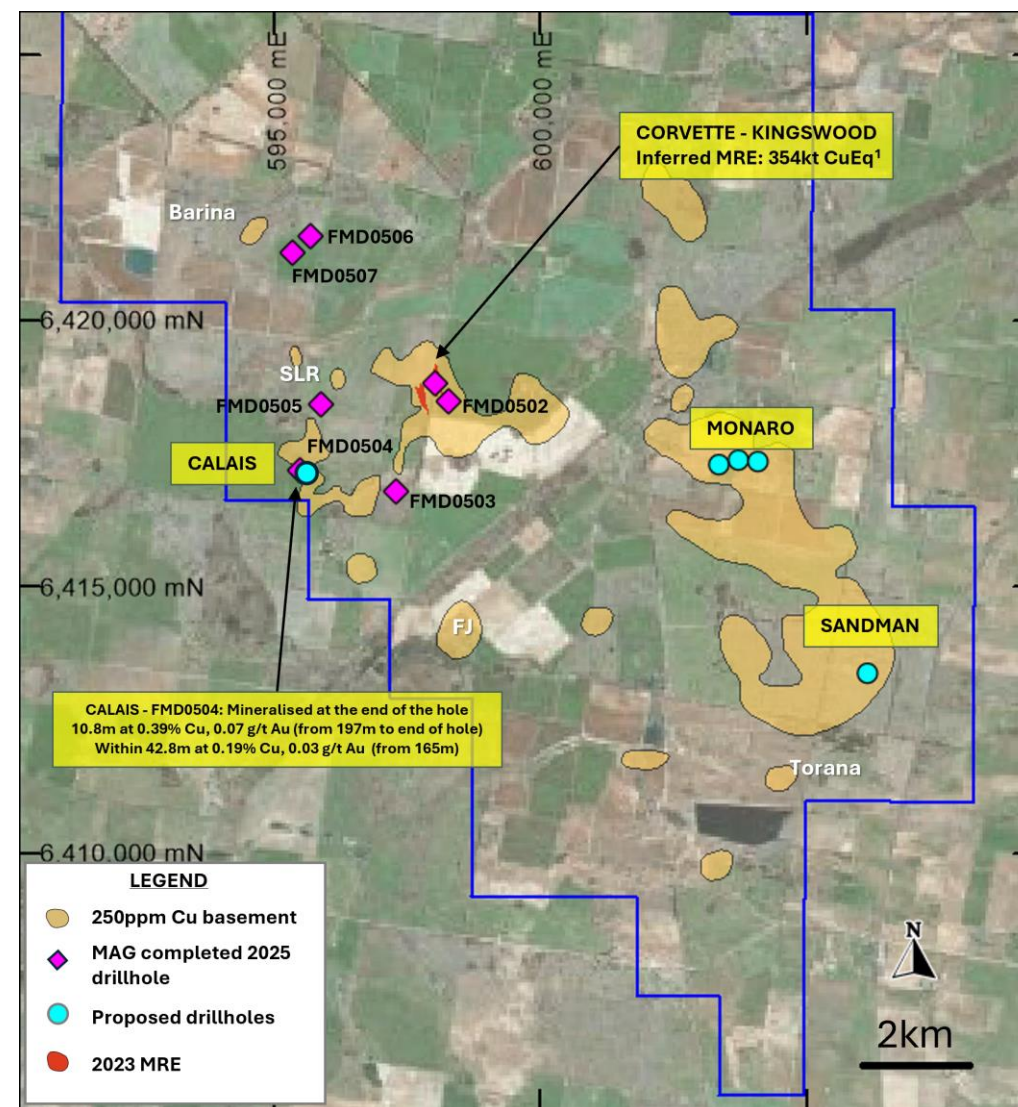 595,000 mE
600,000 mE
CORVETTE - KINGSWOOD
Inferred MRE: 354kt CuEq¹
Barina
FMD0506
FMD0507
6,420,000 mN
SLR
FMD0505
FMD0502
MONARO
FMD0504
CALAIS
FMD0503
6,415,000 mN
FJ
SANDMAN
CALAIS - FMD0504: Mineralised at the end of the hole
10.8m at 0.39% Cu, 0.07 g/t Au (from 197m to end of hole)
Within 42.8m at 0.19% Cu, 0.03 g/t Au (from 165m)
Torana
6,410,000 mN
LEGEND
250ppm Cu basement
MAG completed 2025
drillhole
Proposed drillholes
2023 MRE
N
2km